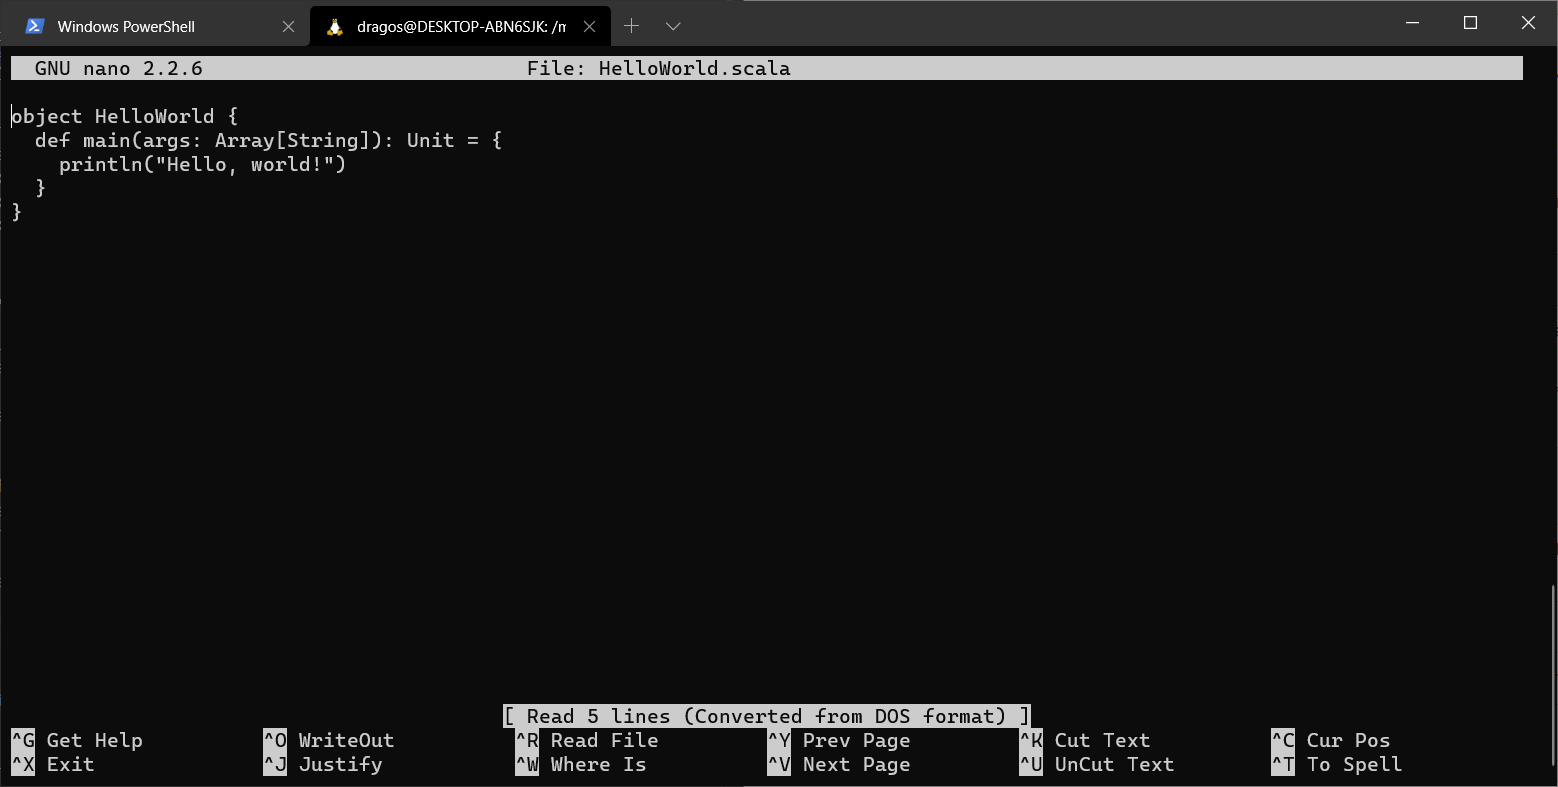 Windows PowerShell dragos@DESKTOP-ABN6SJK: /m
GNU nano 2.2.6 File: HelloWorld.scala
object HelloWorld {
  def main(args: Array[String]): Unit = {
    println("Hello, world!")
  }
}
[ Read 5 lines (Converted from DOS format) ]
^G Get Help ^O WriteOut ^R Read File ^Y Prev Page ^K Cut Text ^C Cur Pos
^X Exit ^J Justify ^W Where Is ^V Next Page ^U UnCut Text ^T To Spell